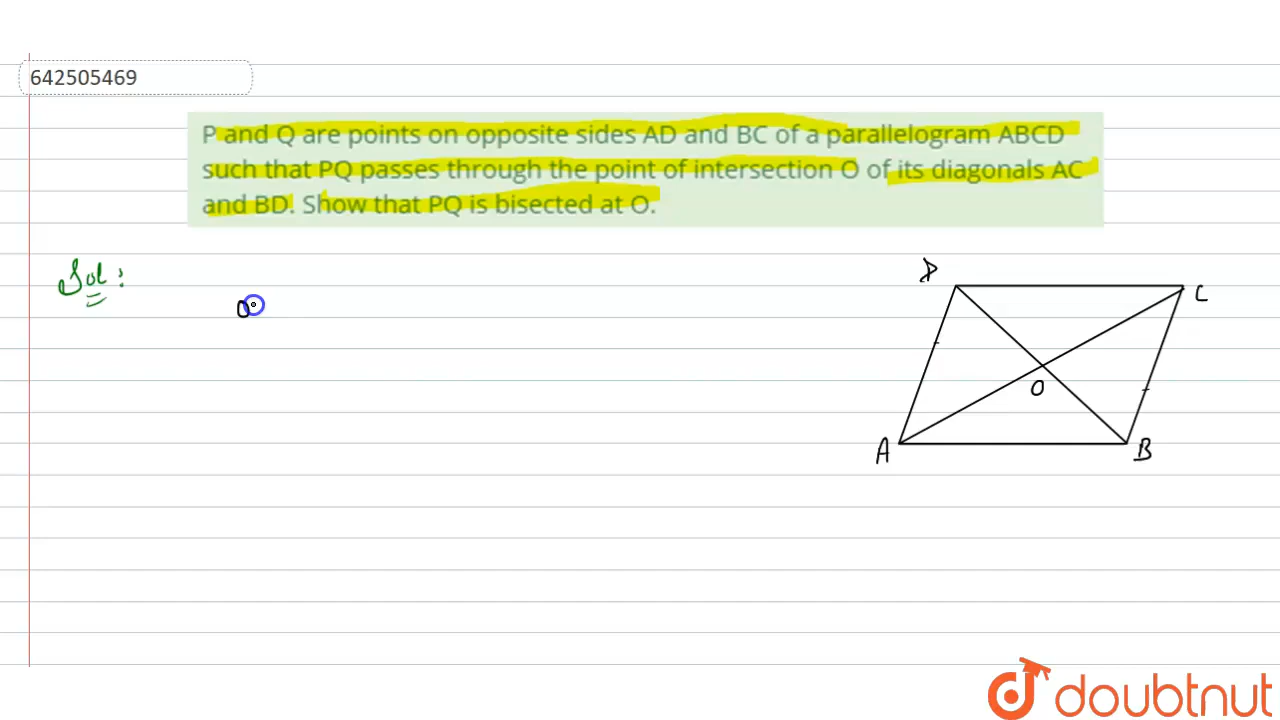 642505469
P and Q are points on opposite sides AD and BC of a parallelogram ABCD
such that PQ passes through the point of intersection O of its diagonals AC
and BD. Show that PQ is bisected at O.
Sol:
D
C
O
O
A
B
doubtnut